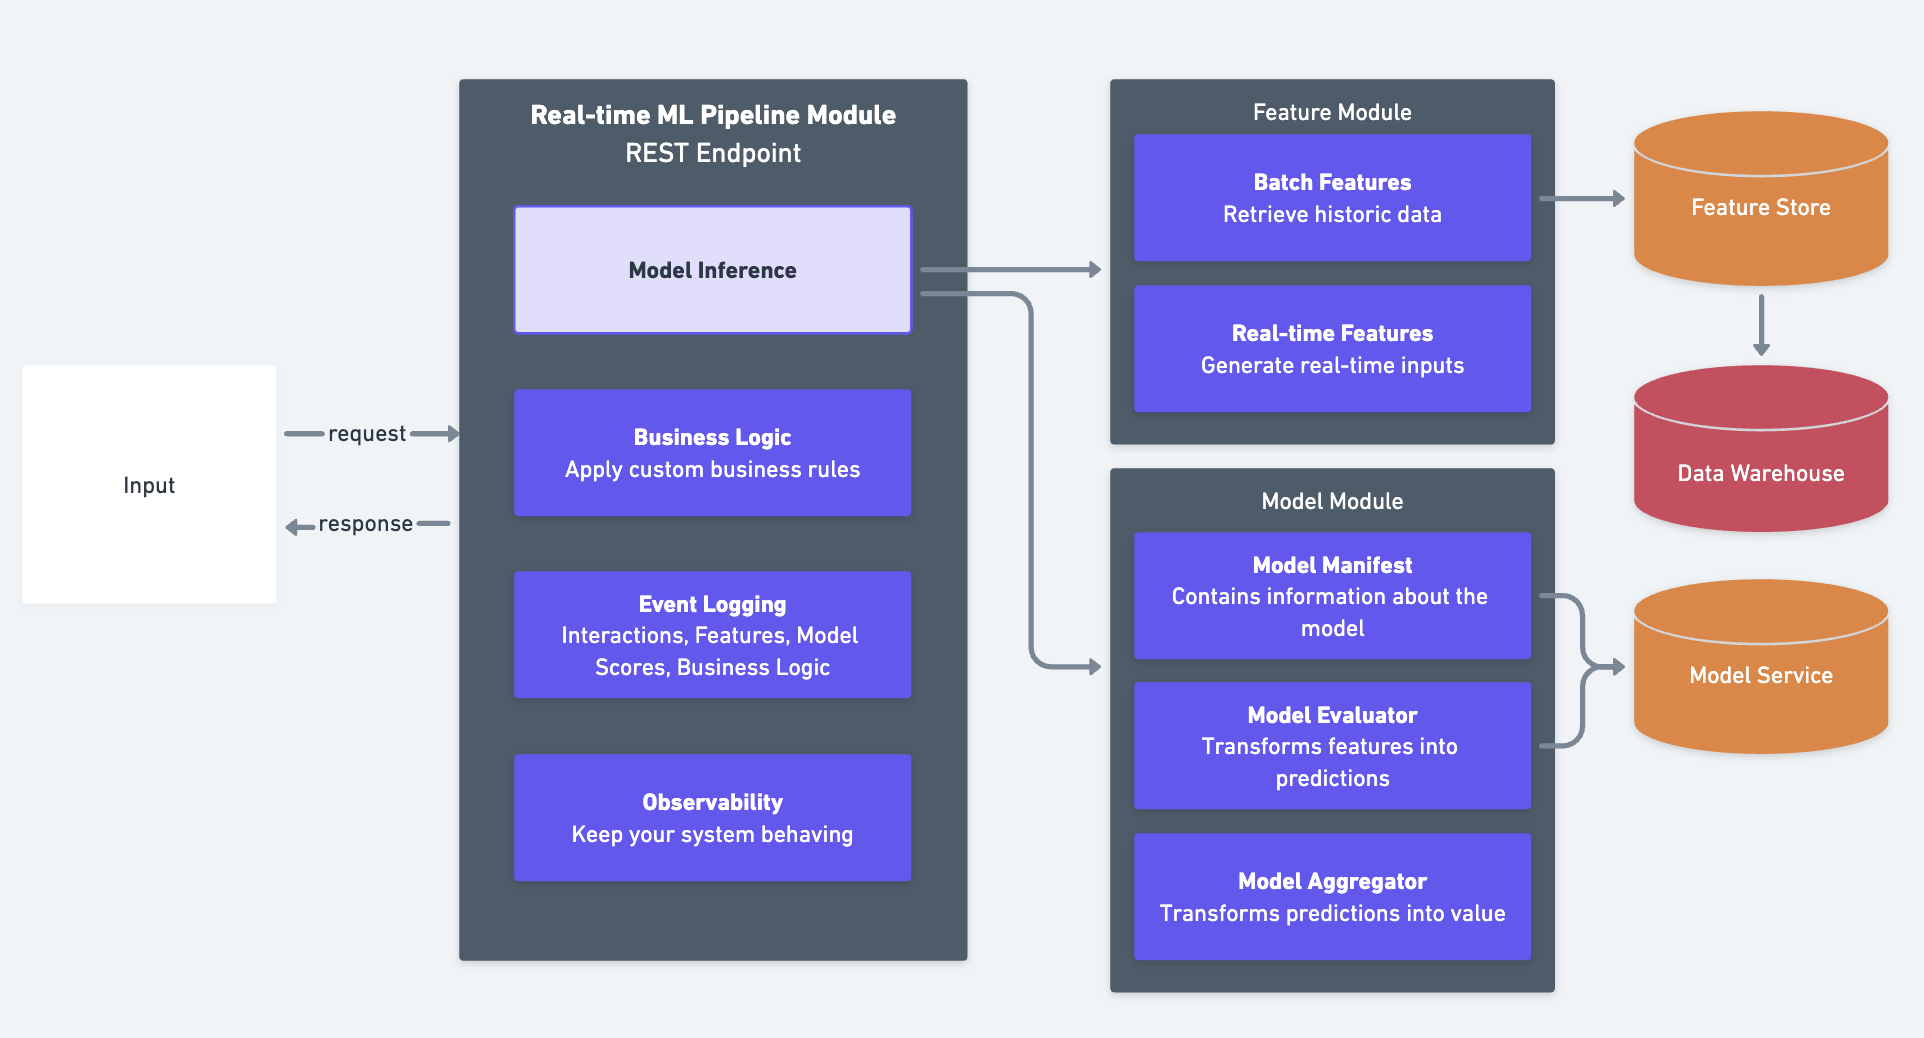 Input
request
response
Real-time ML Pipeline Module
REST Endpoint
Model Inference
Business Logic
Apply custom business rules
Event Logging
Interactions, Features, Model
Scores, Business Logic
Observability
Keep your system behaving
Feature Module
Batch Features
Retrieve historic data
Real-time Features
Generate real-time inputs
Model Module
Model Manifest
Contains information about the
model
Model Evaluator
Transforms features into
predictions
Model Aggregator
Transforms predictions into value
Feature Store
Data Warehouse
Model Service